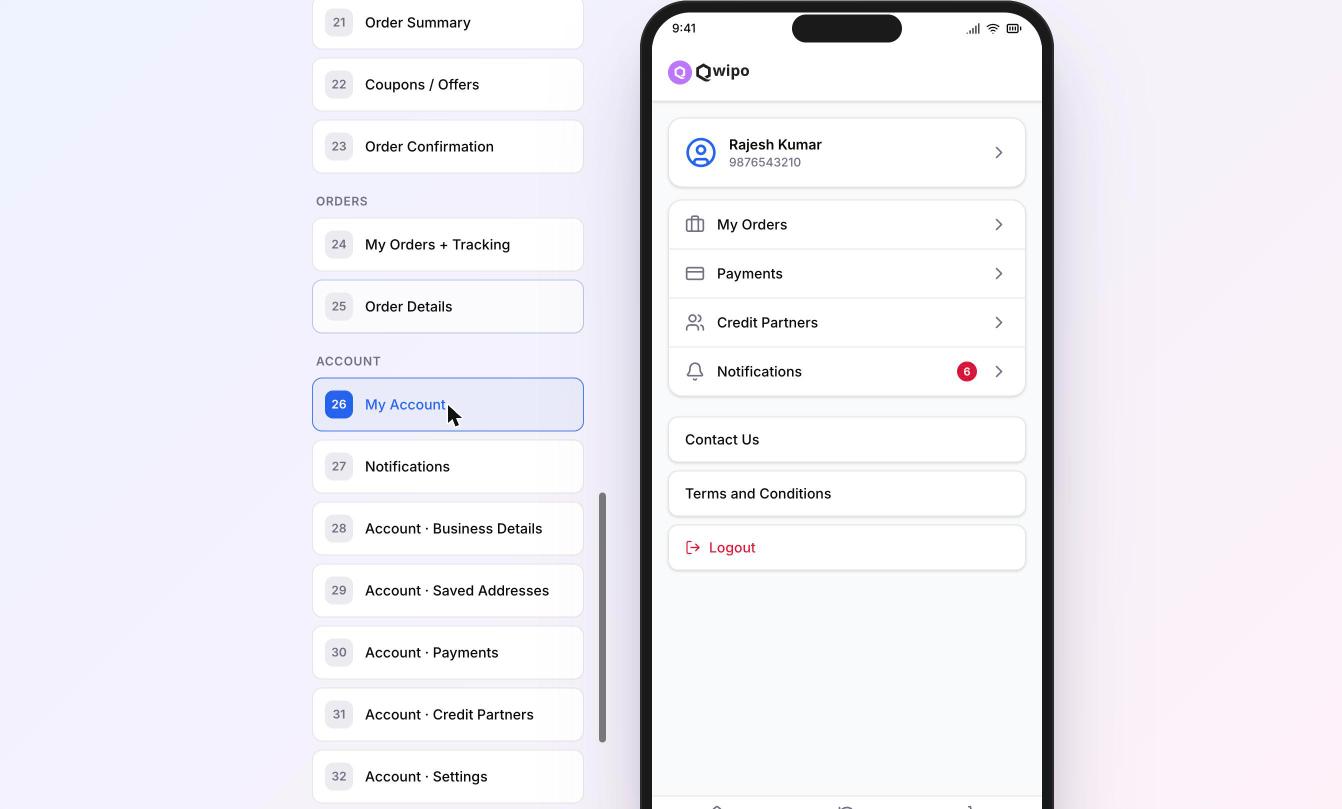 21 Order Summary
22 Coupons / Offers
23 Order Confirmation
ORDERS
24 My Orders + Tracking
25 Order Details
ACCOUNT
26 My Account
27 Notifications
28 Account · Business Details
29 Account · Saved Addresses
30 Account · Payments
31 Account · Credit Partners
32 Account · Settings
9:41
Qwipo
Rajesh Kumar
9876543210
My Orders
Payments
Credit Partners
Notifications 6
Contact Us
Terms and Conditions
Logout